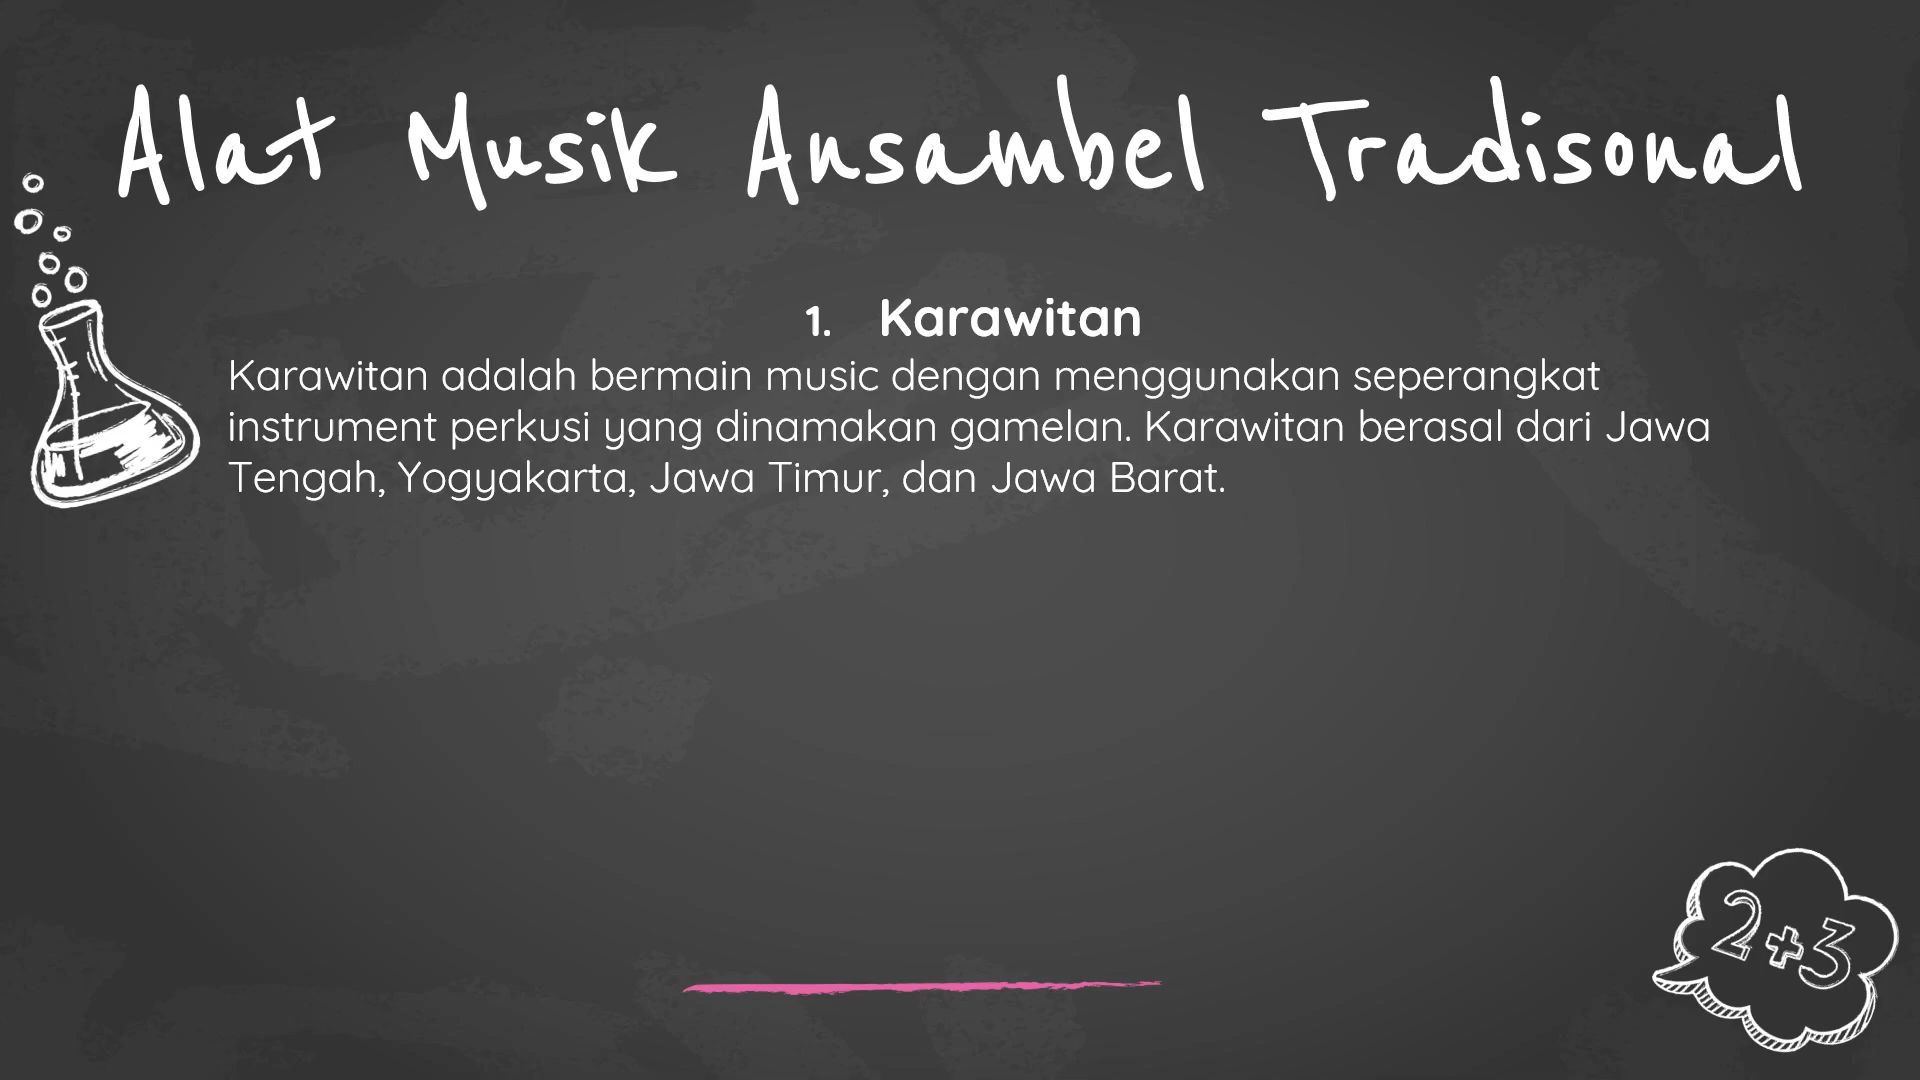 Alat Musik Ansambel Tradisonal
1. Karawitan
Karawitan adalah bermain music dengan menggunakan seperangkat
instrument perkusi yang dinamakan gamelan. Karawitan berasal dari Jawa
Tengah, Yogyakarta, Jawa Timur, dan Jawa Barat.
2+3